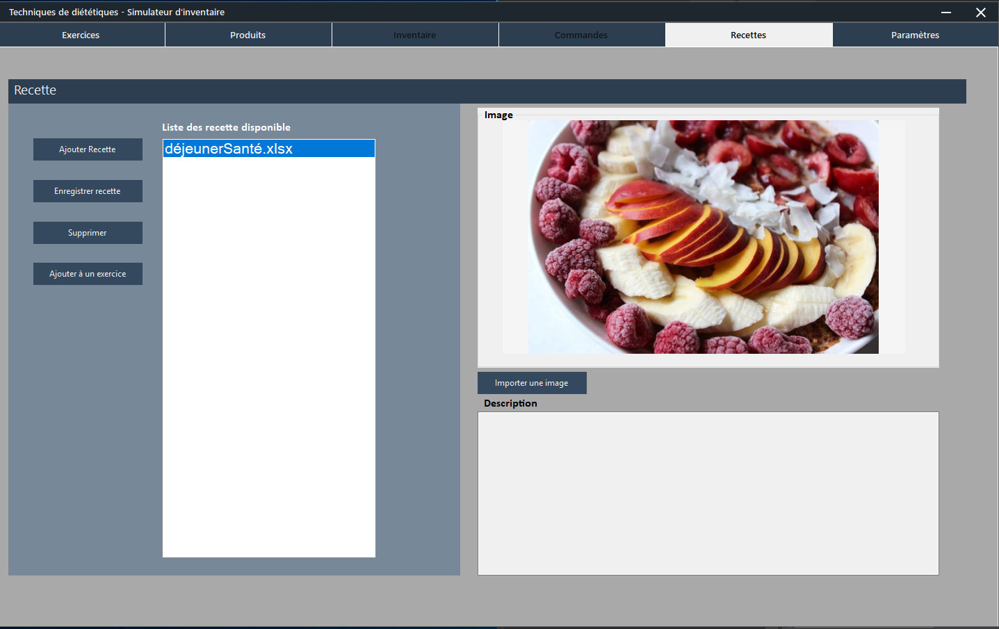 Techniques de diététiques - Simulateur d'inventaire
Exercices
Produits
Inventaire
Commandes
Recettes
Paramètres
Recette
Liste des recette disponible
déjeunerSanté.xlsx
Ajouter Recette
Enregistrer recette
Supprimer
Ajouter à un exercice
Image
Importer une image
Description